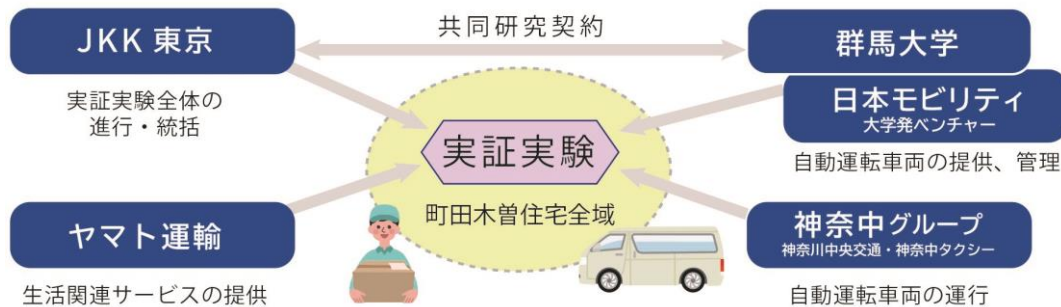 JKK 東京
共同研究契約
群馬大学
実証実験全体の
進行・統括
日本モビリティ
大学発ベンチャー
自動運転車両の提供、管理
実証実験
町田木曽住宅全域
ヤマト運輸
生活関連サービスの提供
神奈中グループ
神奈川中央交通・神奈中タクシー
自動運転車両の運行